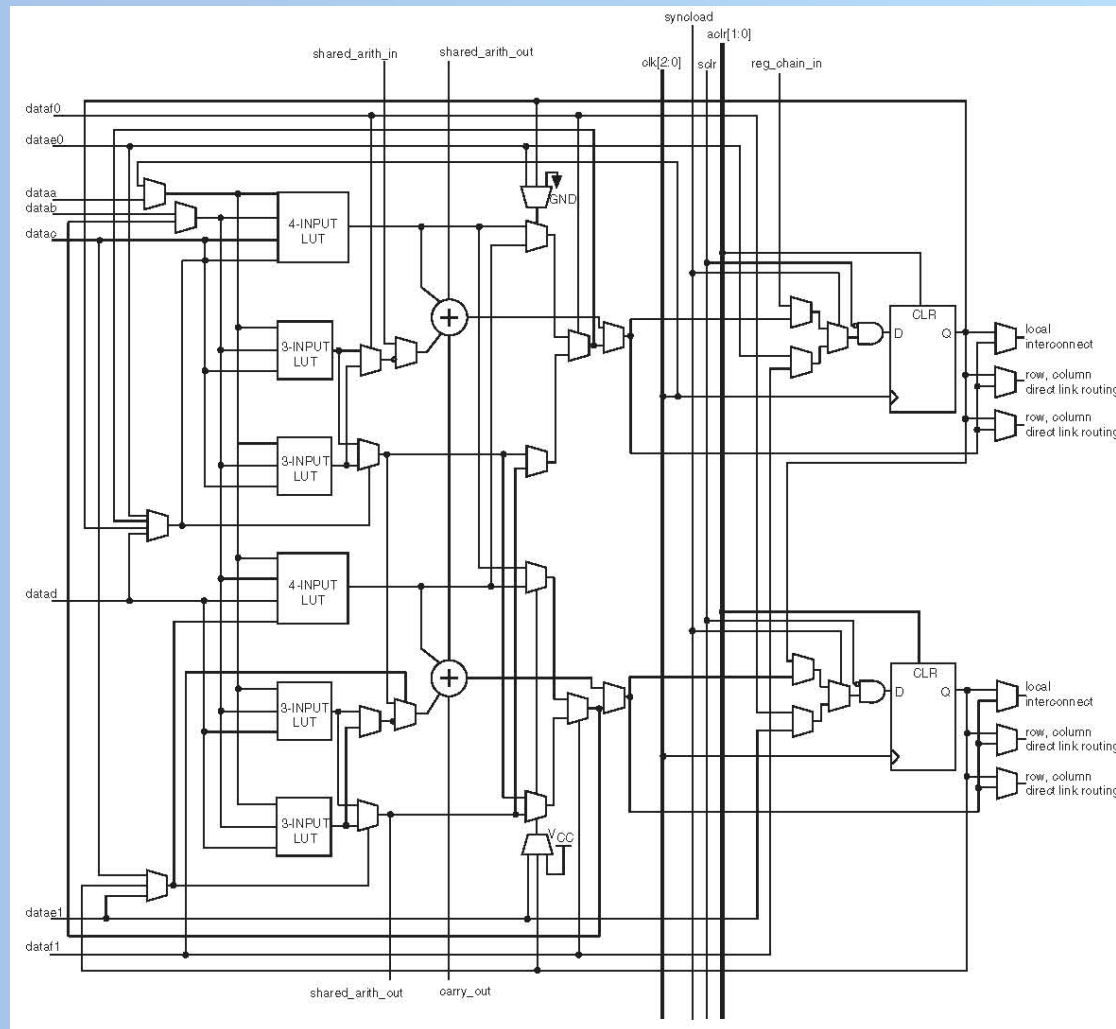 syncload
aclr[1:0]
shared_arith_in
shared_arith_out
clk[2:0]
sclr
reg_chain_in
dataf0
datae0
dataa
datab
datac
GND
4-INPUT
LUT
+
CLR
D
Q
local
interconnect
3-INPUT
LUT
row, column
direct link routing
row, column
direct link routing
3-INPUT
LUT
4-INPUT
LUT
datad
+
CLR
D
Q
local
interconnect
3-INPUT
LUT
row, column
direct link routing
row, column
direct link routing
3-INPUT
LUT
VCC
datae1
dataf1
shared_arith_out
carry_out